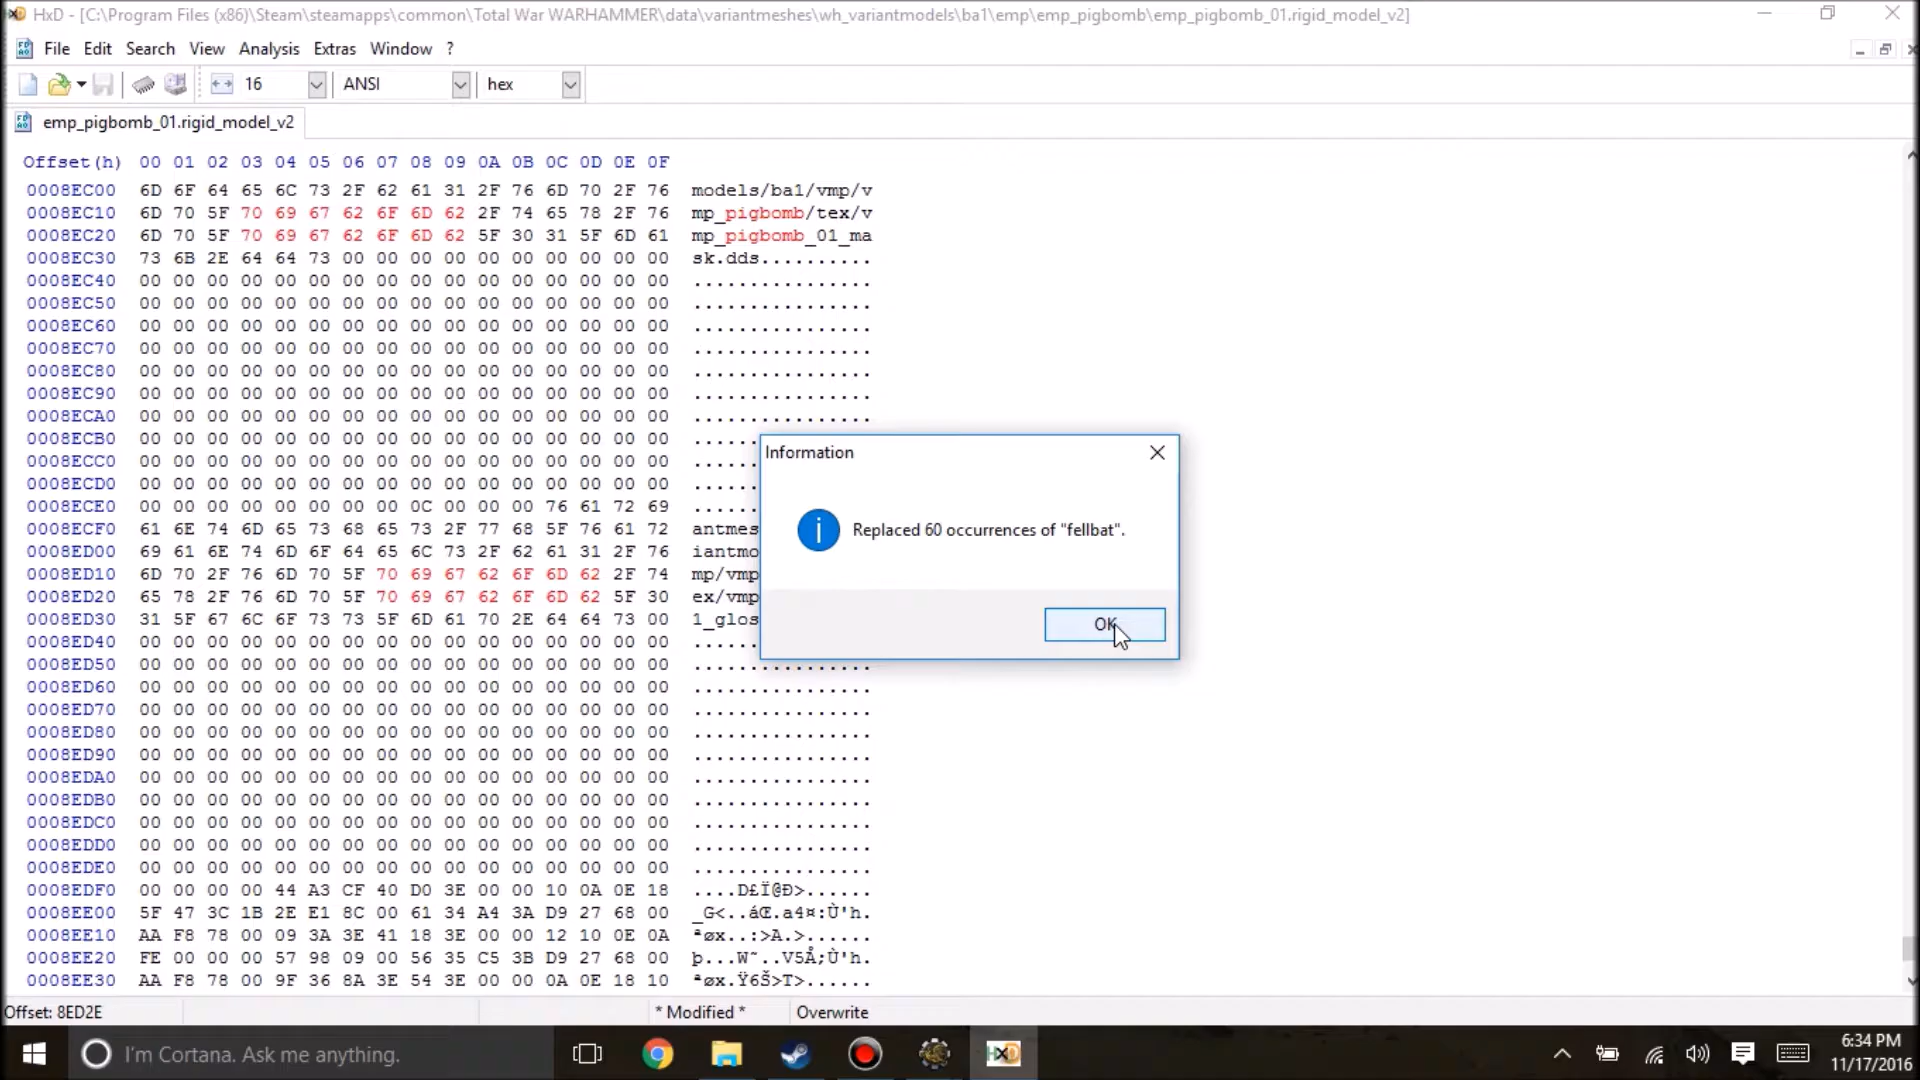 HxD - [C:\Program Files (x86)\Steam\steamapps\common\Total War WARHAMMER\data\variantmeshes\wh_variantmodels\ba1\emp\emp_pigbomb\emp_pigbomb_01.rigid_model_v2]
File Edit Search View Analysis Extras Window ?
16 ANSI hex
emp_pigbomb_01.rigid_model_v2
Offset(h) 00 01 02 03 04 05 06 07 08 09 0A 0B 0C 0D 0E 0F
0008EC00 6D 6F 64 65 6C 73 2F 62 61 31 2F 76 6D 70 2F 76 models/ba1/vmp/v
0008EC10 6D 70 5F 70 69 67 62 6F 6D 62 2F 74 65 78 2F 76 mp_pigbomb/tex/v
0008EC20 6D 70 5F 70 69 67 62 6F 6D 62 5F 30 31 5F 6D 61 mp_pigbomb_01_ma
0008EC30 73 6B 2E 64 64 73 00 00 00 00 00 00 00 00 00 00 sk.dds..........
0008EC40 00 00 00 00 00 00 00 00 00 00 00 00 00 00 00 00 ................
0008EC50 00 00 00 00 00 00 00 00 00 00 00 00 00 00 00 00 ................
0008EC60 00 00 00 00 00 00 00 00 00 00 00 00 00 00 00 00 ................
0008EC70 00 00 00 00 00 00 00 00 00 00 00 00 00 00 00 00 ................
0008EC80 00 00 00 00 00 00 00 00 00 00 00 00 00 00 00 00 ................
0008EC90 00 00 00 00 00 00 00 00 00 00 00 00 00 00 00 00 ................
0008ECA0 00 00 00 00 00 00 00 00 00 00 00 00 00 00 00 00 ................
0008ECB0 00 00 00 00 00 00 00 00 00 00 00 00 00 00 00 00 ......
0008ECC0 00 00 00 00 00 00 00 00 00 00 00 00 00 00 00 00 ......
0008ECD0 00 00 00 00 00 00 00 00 00 00 00 00 00 00 00 00 ......
0008ECE0 00 00 00 00 00 00 00 00 0C 00 00 00 76 61 72 69 ......
0008ECF0 61 6E 74 6D 65 73 68 65 73 2F 77 68 5F 76 61 72 antmes
0008ED00 69 61 6E 74 6D 6F 64 65 6C 73 2F 62 61 31 2F 76 iantmo
0008ED10 6D 70 2F 76 6D 70 5F 70 69 67 62 6F 6D 62 2F 74 mp/vmp
0008ED20 65 78 2F 76 6D 70 5F 70 69 67 62 6F 6D 62 5F 30 ex/vmp
0008ED30 31 5F 67 6C 6F 73 73 5F 6D 61 70 2E 64 64 73 00 1_glos
0008ED40 00 00 00 00 00 00 00 00 00 00 00 00 00 00 00 00 ......
0008ED50 00 00 00 00 00 00 00 00 00 00 00 00 00 00 00 00 ................
0008ED60 00 00 00 00 00 00 00 00 00 00 00 00 00 00 00 00 ................
0008ED70 00 00 00 00 00 00 00 00 00 00 00 00 00 00 00 00 ................
0008ED80 00 00 00 00 00 00 00 00 00 00 00 00 00 00 00 00 ................
0008ED90 00 00 00 00 00 00 00 00 00 00 00 00 00 00 00 00 ................
0008EDA0 00 00 00 00 00 00 00 00 00 00 00 00 00 00 00 00 ................
0008EDB0 00 00 00 00 00 00 00 00 00 00 00 00 00 00 00 00 ................
0008EDC0 00 00 00 00 00 00 00 00 00 00 00 00 00 00 00 00 ................
0008EDD0 00 00 00 00 00 00 00 00 00 00 00 00 00 00 00 00 ................
0008EDE0 00 00 00 00 00 00 00 00 00 00 00 00 00 00 00 00 ................
0008EDF0 00 00 00 00 44 A3 CF 40 D0 3E 00 00 10 0A 0E 18 ....D£Ï@Ð>......
0008EE00 5F 47 3C 1B 2E E1 8C 00 61 34 A4 3A D9 27 68 00 _G<..áŒ.a4¤:Ù'h.
0008EE10 AA F8 78 00 09 3A 3E 41 18 3E 00 00 12 10 0E 0A ªøx..:>A.>......
0008EE20 FE 00 00 00 57 98 09 00 56 35 C5 3B D9 27 68 00 þ...W˜..V5Å;Ù'h.
0008EE30 AA F8 78 00 9F 36 8A 3E 54 3E 00 00 0A 0E 18 10 ªøx.Ÿ6Š>T>......
Information
Replaced 60 occurrences of "fellbat".
OK
Offset: 8ED2E * Modified * Overwrite
I'm Cortana. Ask me anything.
HxD
6:34 PM
11/17/2016